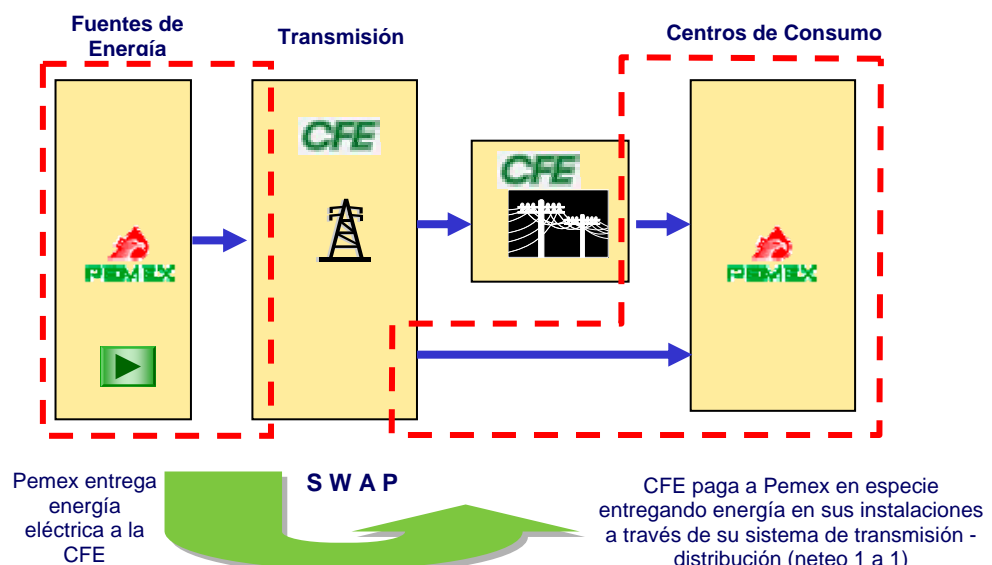 Fuentes de
Energía
Transmisión
Centros de Consumo
CFE
CFE
PEMEX
PEMEX
S W A P
Pemex entrega
energía
eléctrica a la
CFE
CFE paga a Pemex en especie
entregando energía en sus instalaciones
a través de su sistema de transmisión -
distribución (neteo 1 a 1)